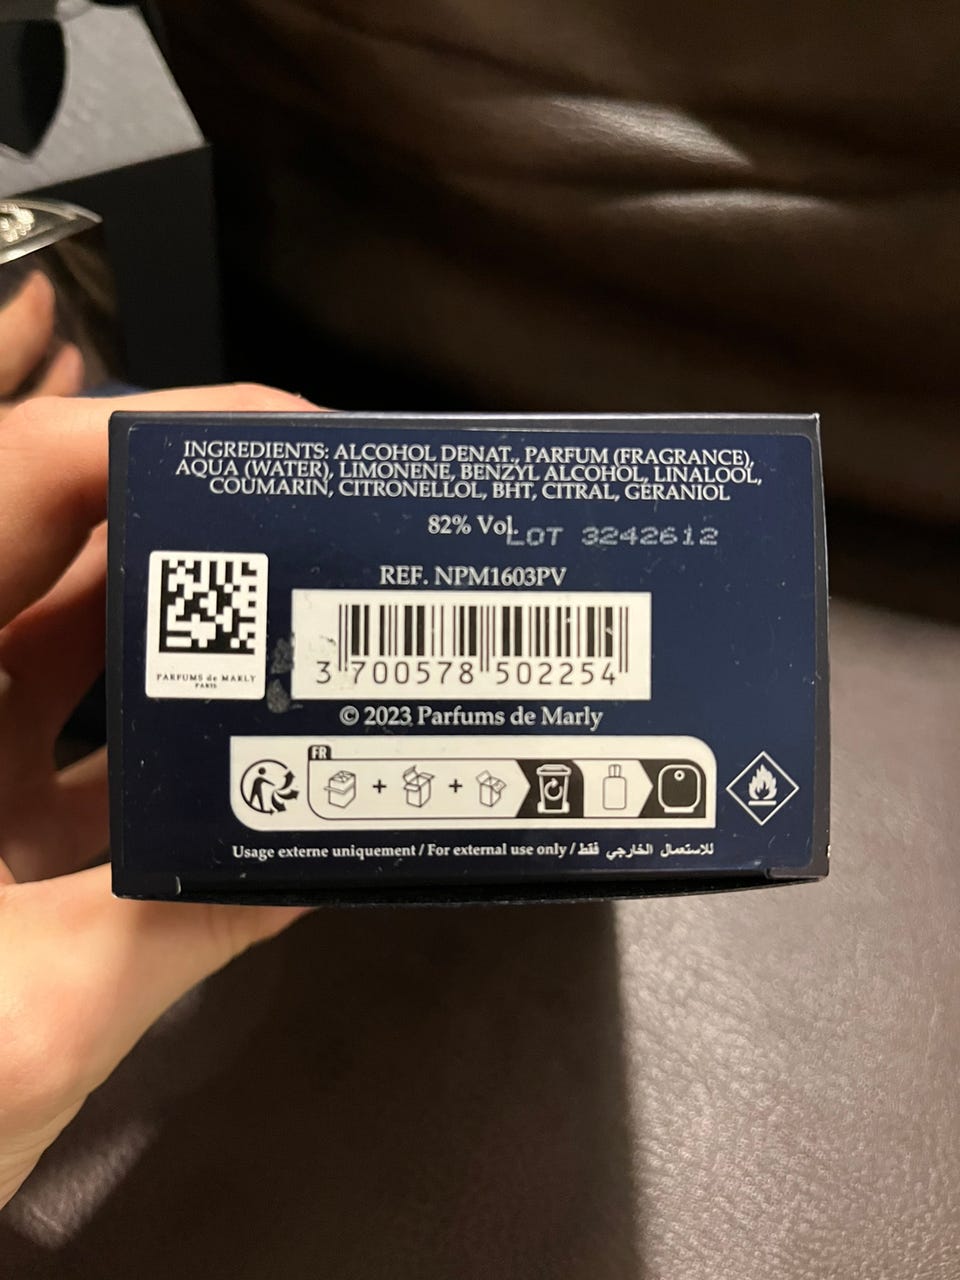 INGREDIENTS: ALCOHOL DENAT., PARFUM (FRAGRANCE),
AQUA (WATER), LIMONENE, BENZYL ALCOHOL, LINALOOL,
COUMARIN, CITRONELLOL, BHT, CITRAL, GERANIOL
82% Vol.
LOT 3242612
REF. NPM1603PV
PARFUMS de MARLY
PARIS
3 700578 502254
© 2023 Parfums de Marly
FR
Usage externe uniquement / For external use only / للاستعمال الخارجي فقط